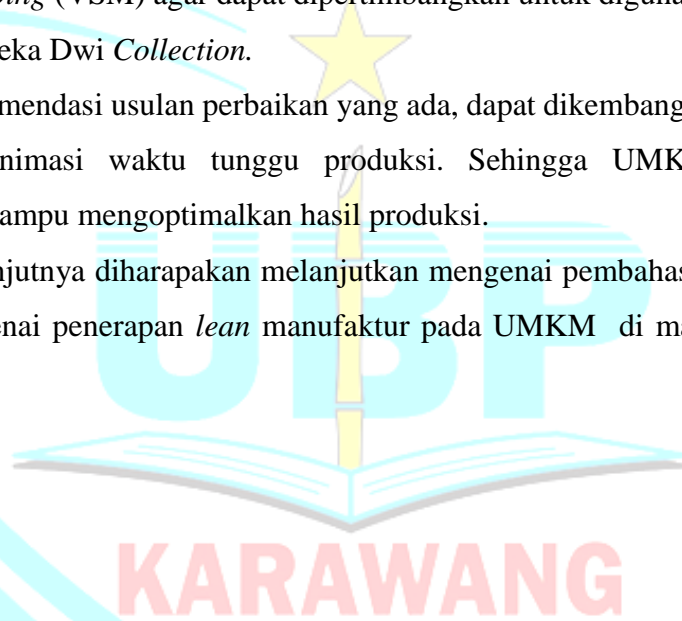 ping (VSM) agar dapat dipertimbangkan untuk diguna
eka Dwi Collection.
mendasi usulan perbaikan yang ada, dapat dikembang
nimasi waktu tunggu produksi. Sehingga UMK
ampu mengoptimalkan hasil produksi.
njutnya diharapakan melanjutkan mengenai pembahas
enai penerapan lean manufaktur pada UMKM di ma
UBP
KARAWANG